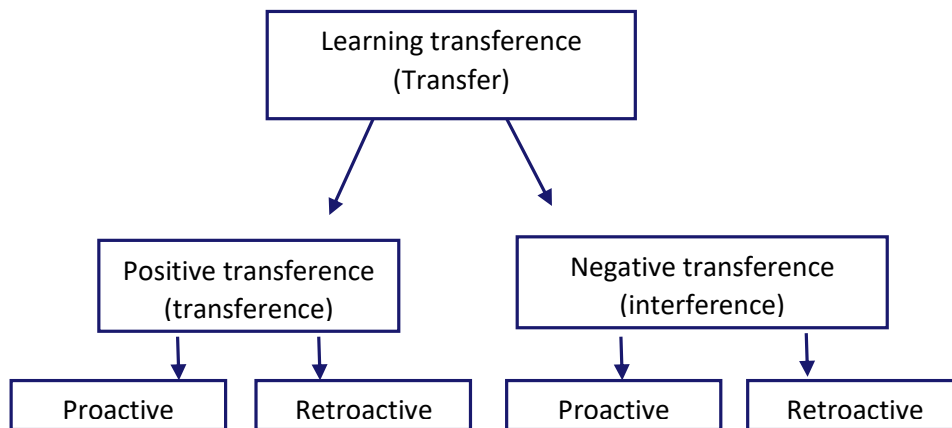 Learning transference
(Transfer)
Positive transference
(transference)
Negative transference
(interference)
Proactive
Retroactive
Proactive
Retroactive